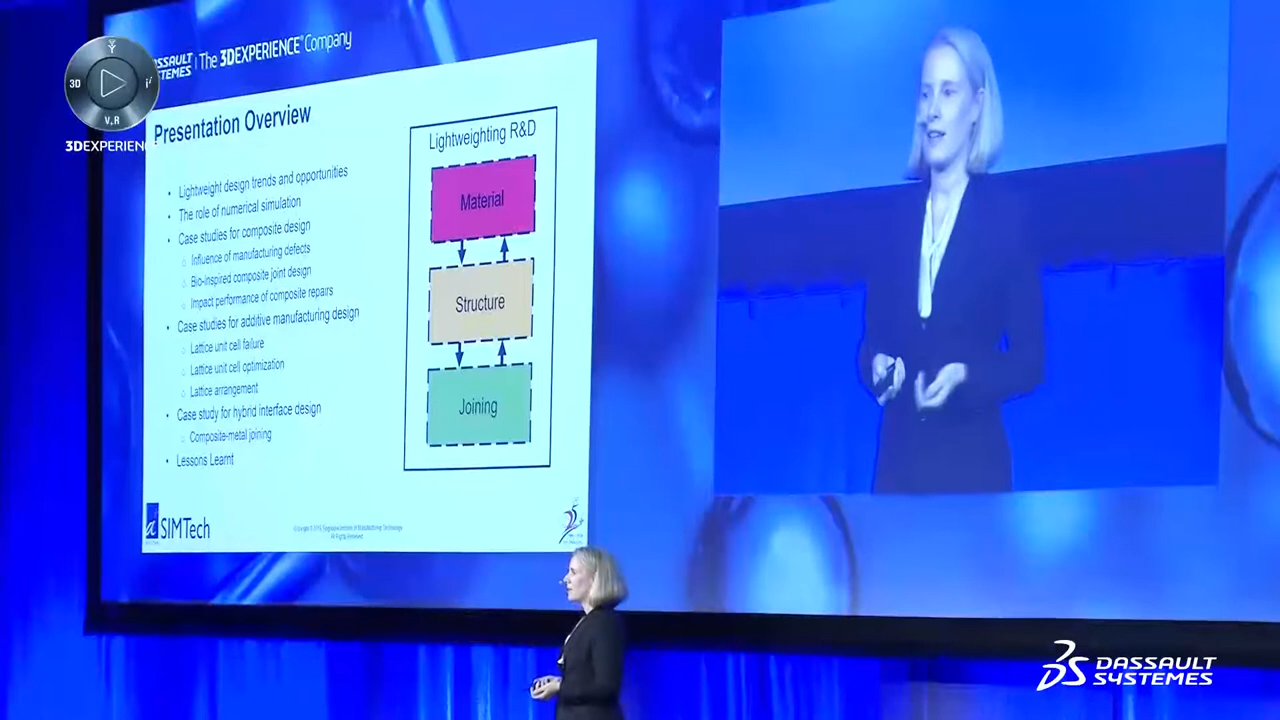 DASSAULT SYSTEMES | The 3DEXPERIENCE Company
3D
i
V,R
3DEXPERIENC
Presentation Overview
• Lightweight design trends and opportunities
• The role of numerical simulation
• Case studies for composite design
○ Influence of manufacturing defects
○ Bio-inspired composite joint design
○ Impact performance of composite repairs
• Case studies for additive manufacturing design
○ Lattice unit cell failure
○ Lattice unit cell optimization
○ Lattice arrangement
• Case study for hybrid interface design
○ Composite-metal joining
• Lessons Learnt
Lightweighting R&D
Material
Structure
Joining
SIMTech
All Rights Reserved
DASSAULT
SYSTEMES